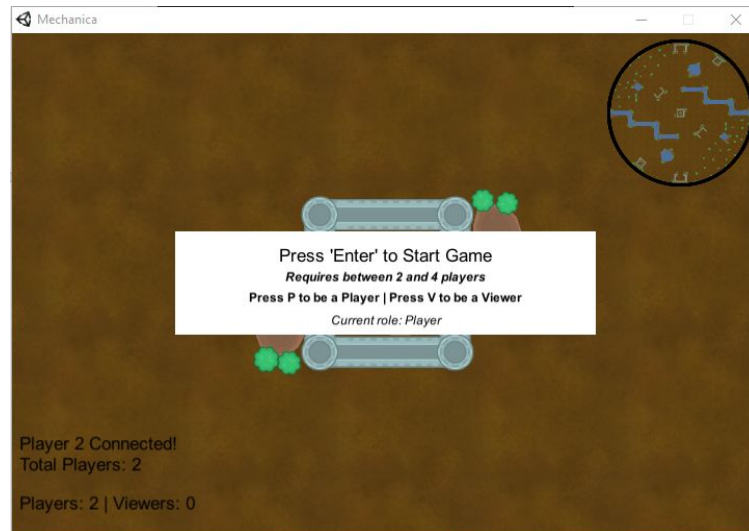 Mechanica
Press 'Enter' to Start Game
Requires between 2 and 4 players
Press P to be a Player | Press V to be a Viewer
Current role: Player
Player 2 Connected!
Total Players: 2
Players: 2 | Viewers: 0